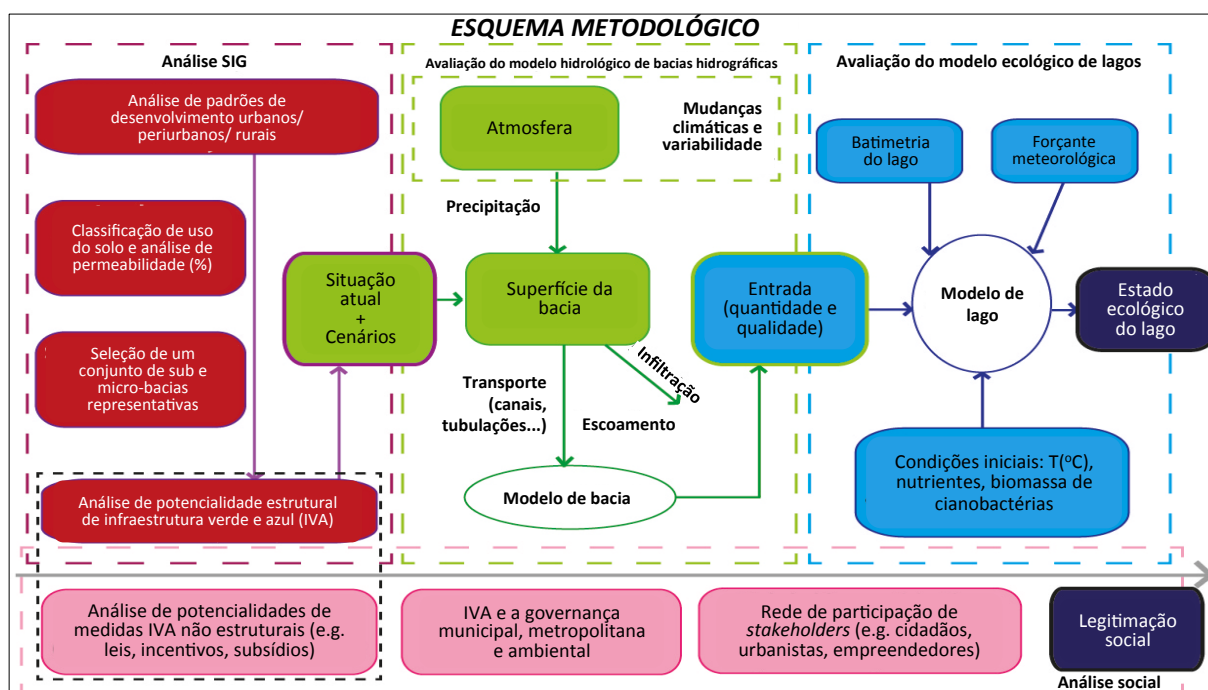 ESQUEMA METODOLÓGICO
Análise SIG
Análise de padrões de
desenvolvimento urbanos/
periurbanos/ rurais
Classificação de uso
do solo e análise de
permeabilidade (%)
Seleção de um
conjunto de sub e
micro-bacias
representativas
Análise de potencialidade estrutural
de infraestrutura verde e azul (IVA)
Situação
atual
+
Cenários
Avaliação do modelo hidrológico de bacias hidrográficas
Atmosfera
Mudanças
climáticas e
variabilidade
Precipitação
Superfície da
bacia
Infiltração
Transporte
(canais,
tubulações...)
Escoamento
Modelo de bacia
Entrada
(quantidade e
qualidade)
Avaliação do modelo ecológico de lagos
Batimetria
do lago
Forçante
meteorológica
Modelo de
lago
Estado
ecológico
do lago
Condições iniciais: T(ºC),
nutrientes, biomassa de
cianobactérias
Análise de potencialidades de
medidas IVA não estruturais (e.g.
leis, incentivos, subsídios)
IVA e a governança
municipal, metropolitana
e ambiental
Rede de participação de
stakeholders (e.g. cidadãos,
urbanistas, empreendedores)
Legitimação
social
Análise social